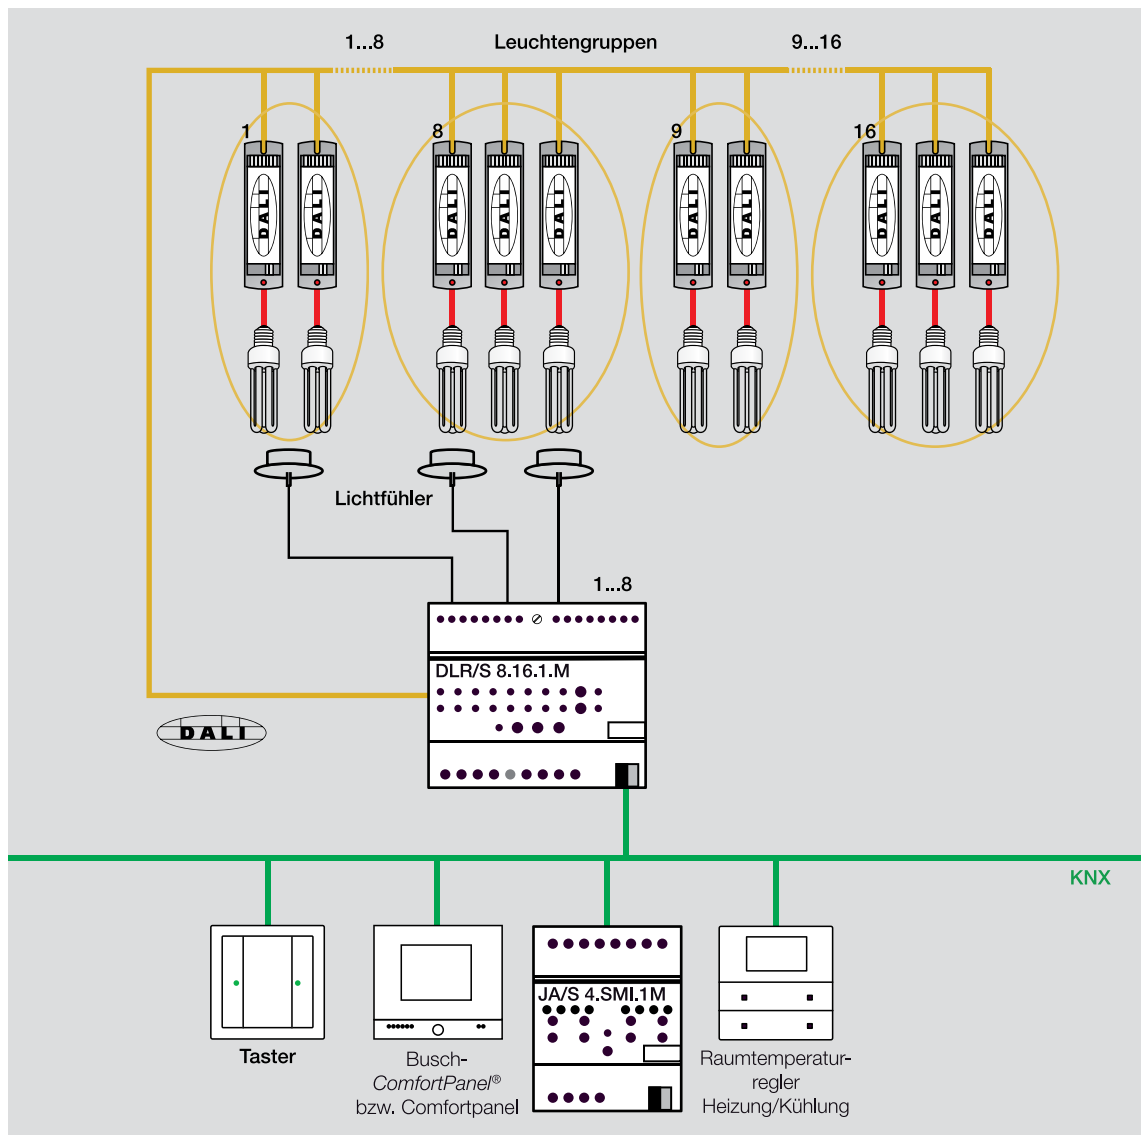 1...8 Leuchtengruppen 9...16
1 8 9 16
DALI DALI DALI DALI DALI DALI DALI DALI DALI DALI
Lichtfühler
1...8
DLR/S 8.16.1.M
DALI
KNX
JA/S 4.SMI.1M
Taster
Busch-
ComfortPanel®
bzw. Comfortpanel
Raumtemperatur-
regler
Heizung/Kühlung